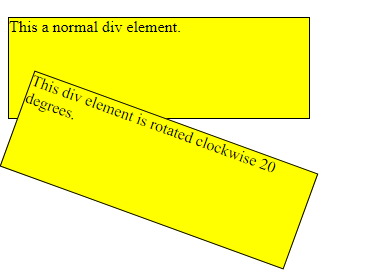 This a normal div element.
This div element is rotated clockwise 20
degrees.